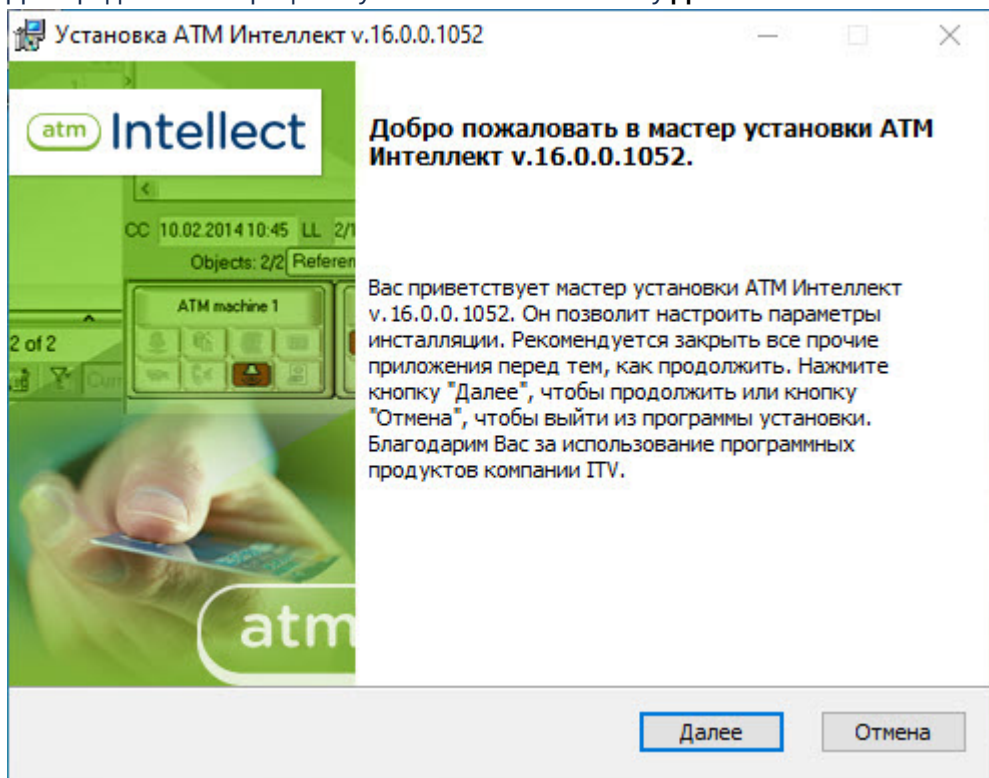 Установка ATM Интеллект v.16.0.0.1052
atm Intellect
CC 10.02.2014 10:45 LL
Objects: 2/2
ATM machine 1
2 of 2
atm
Добро пожаловать в мастер установки ATM
Интеллект v.16.0.0.1052.
Вас приветствует мастер установки ATM Интеллект
v.16.0.0.1052. Он позволит настроить параметры
инсталляции. Рекомендуется закрыть все прочие
приложения перед тем, как продолжить. Нажмите
кнопку "Далее", чтобы продолжить или кнопку
"Отмена", чтобы выйти из программы установки.
Благодарим Вас за использование программных
продуктов компании ITV.
Далее
Отмена